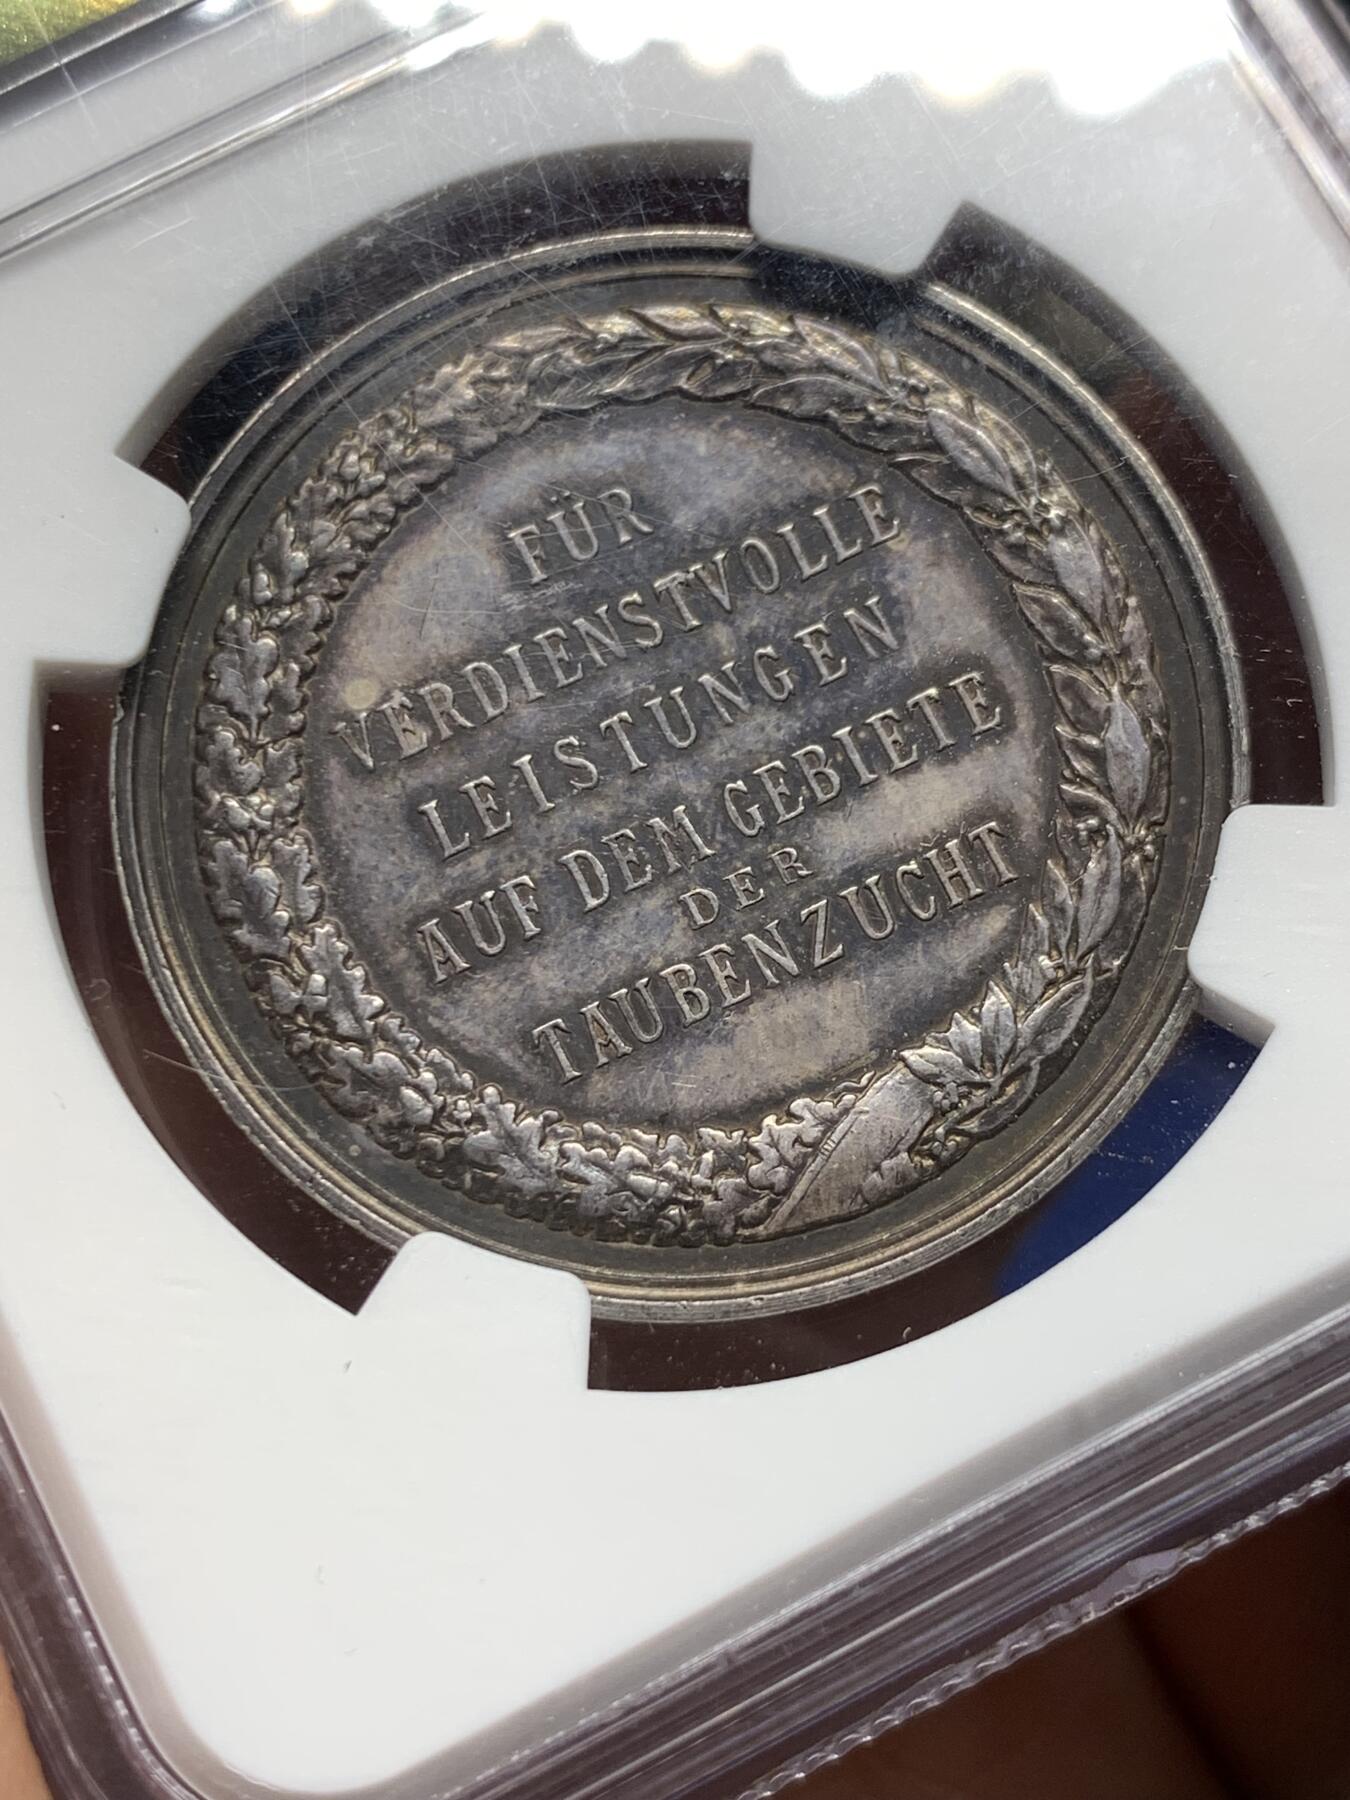 FÜR
VERDIENSTVOLLE
LEISTUNGEN
AUF DEM GEBIETE
DER
TAUBENZUCHT